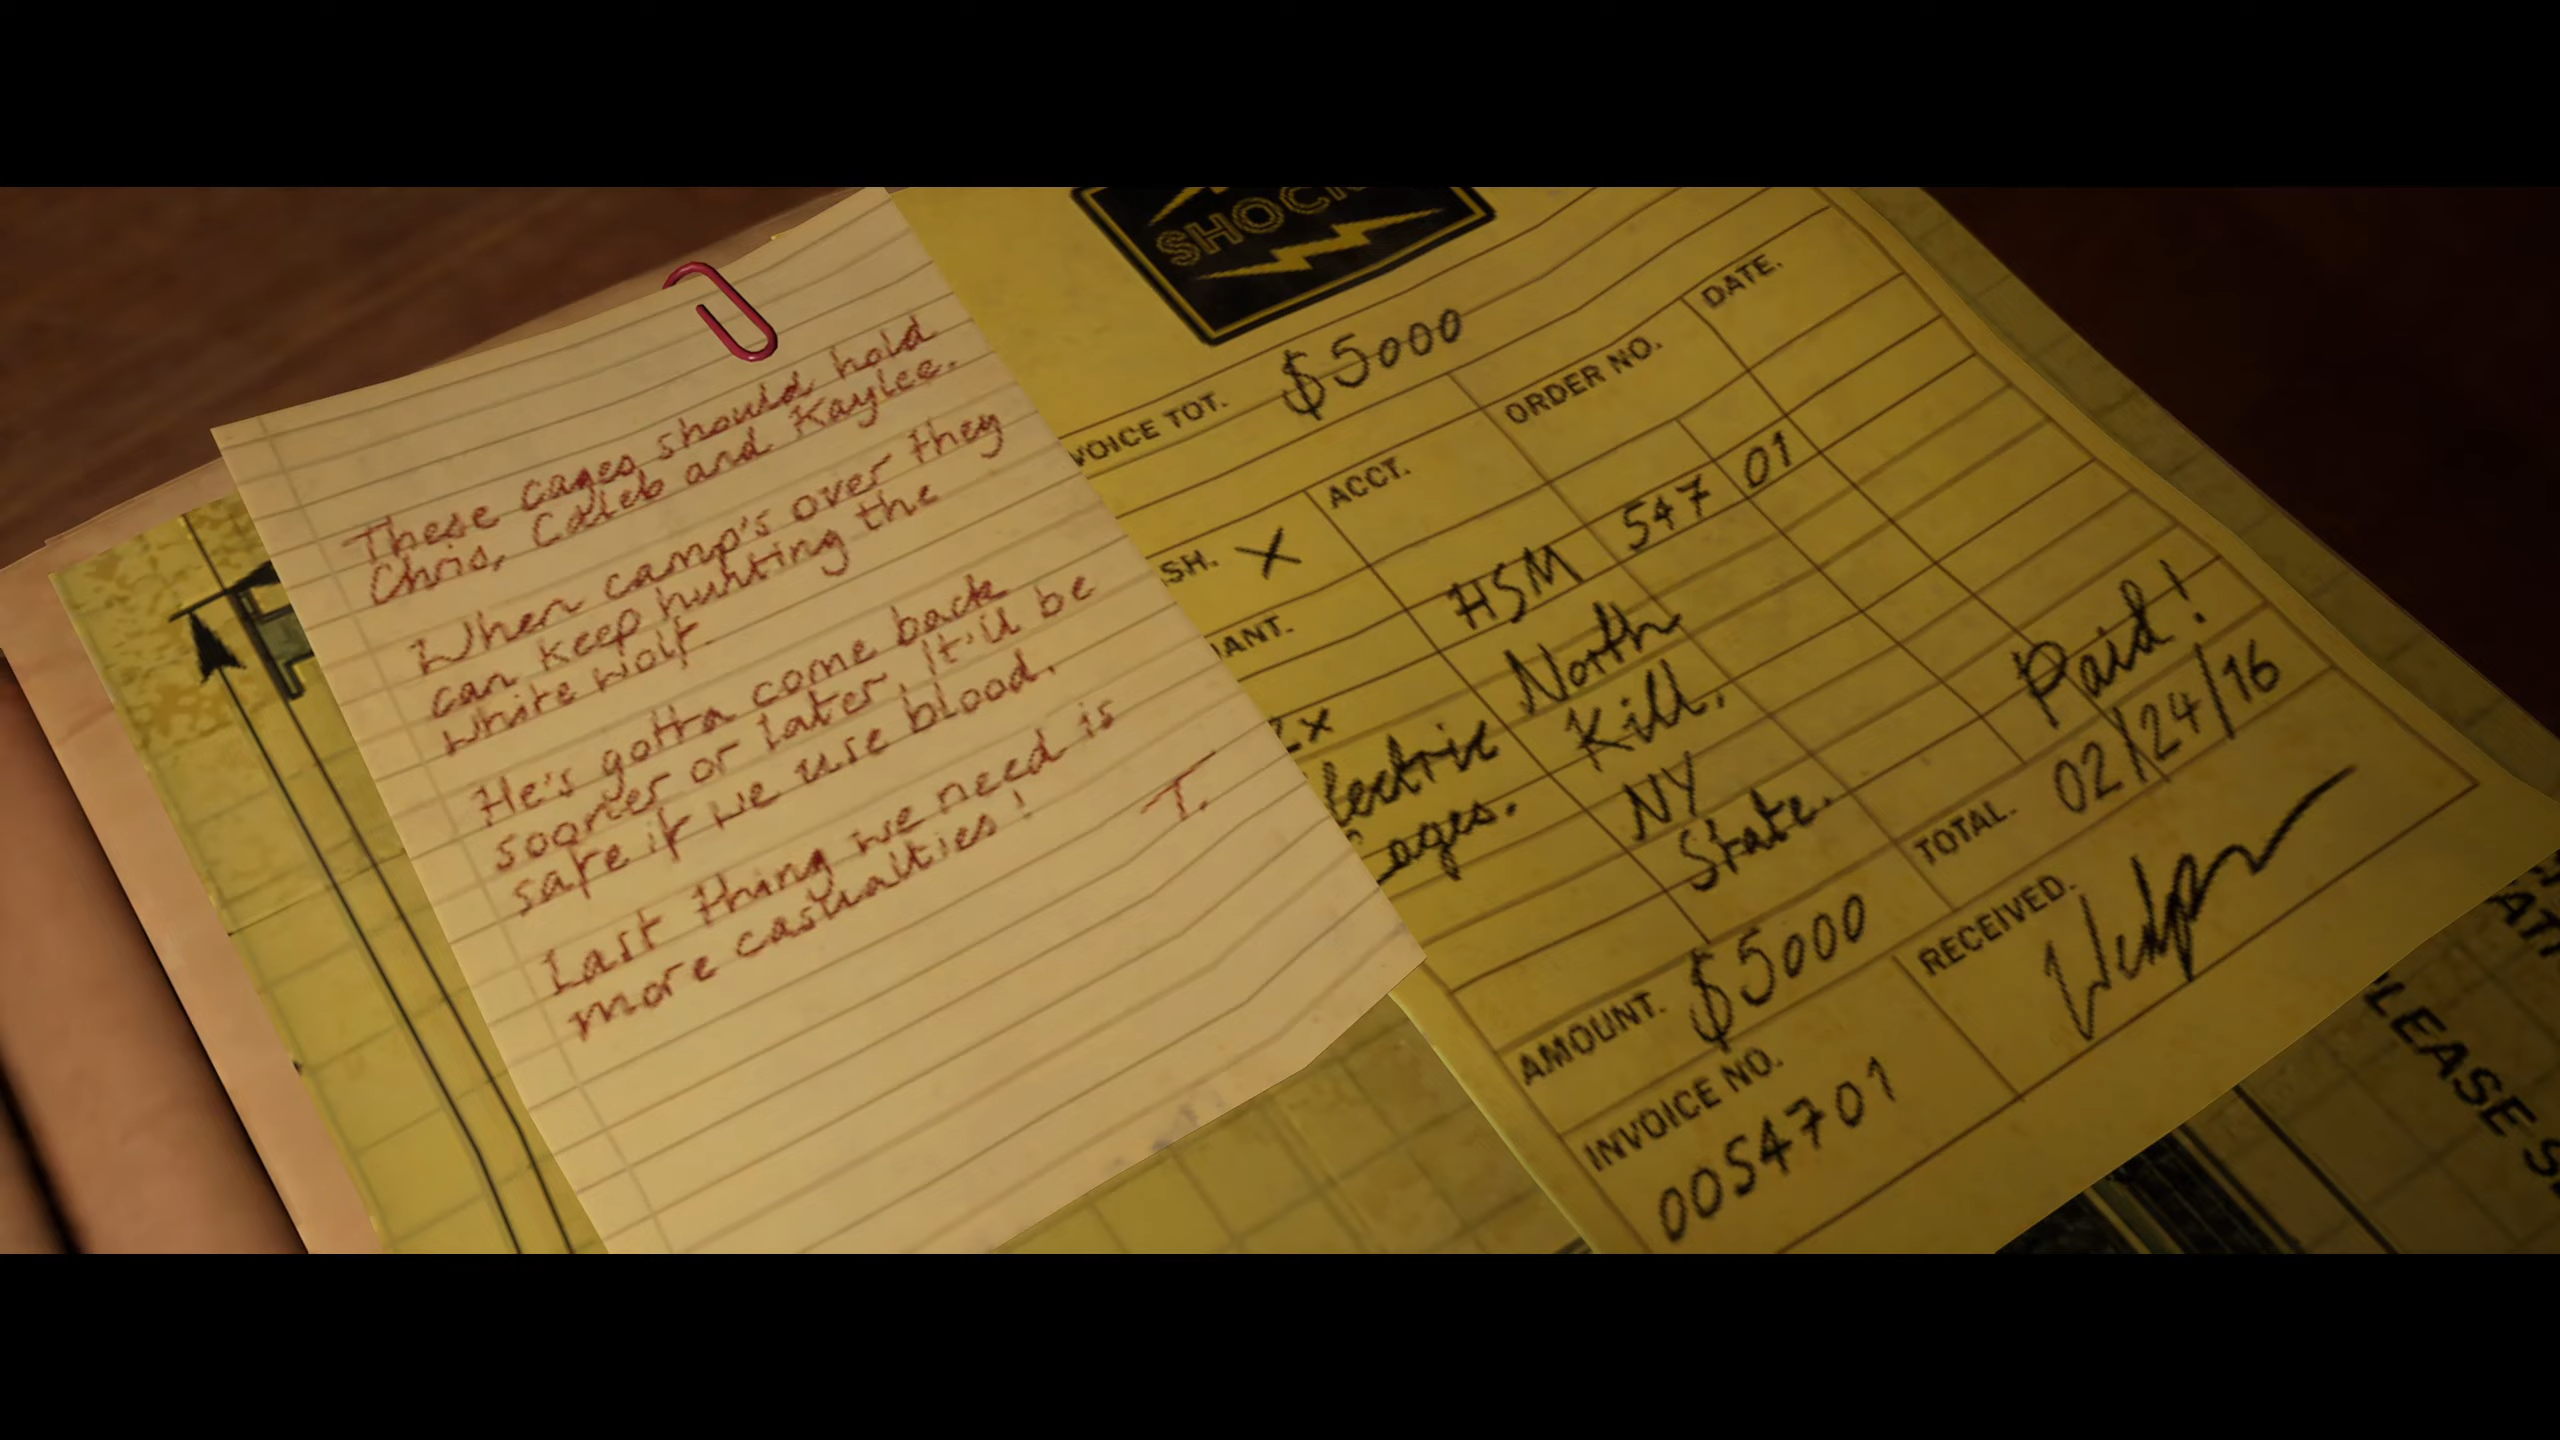 These cages should hold
Chris, Caleb and Kaylee.
When camp's over they
can keep hunting the
white wolf.
He's gotta come back
sooner or later, it'll be
safe if we use blood.
Last thing we need is
more casualties!
T.
VOICE TOT. $5000
SH. X
ACCT.
ORDER NO.
DATE.
ANT.
HSM 547 01
2x
lectric
ages.
North
Kill,
NY
State.
Paid!
TOTAL. 02/24/16
AMOUNT. $5000
RECEIVED.
INVOICE NO.
0054701